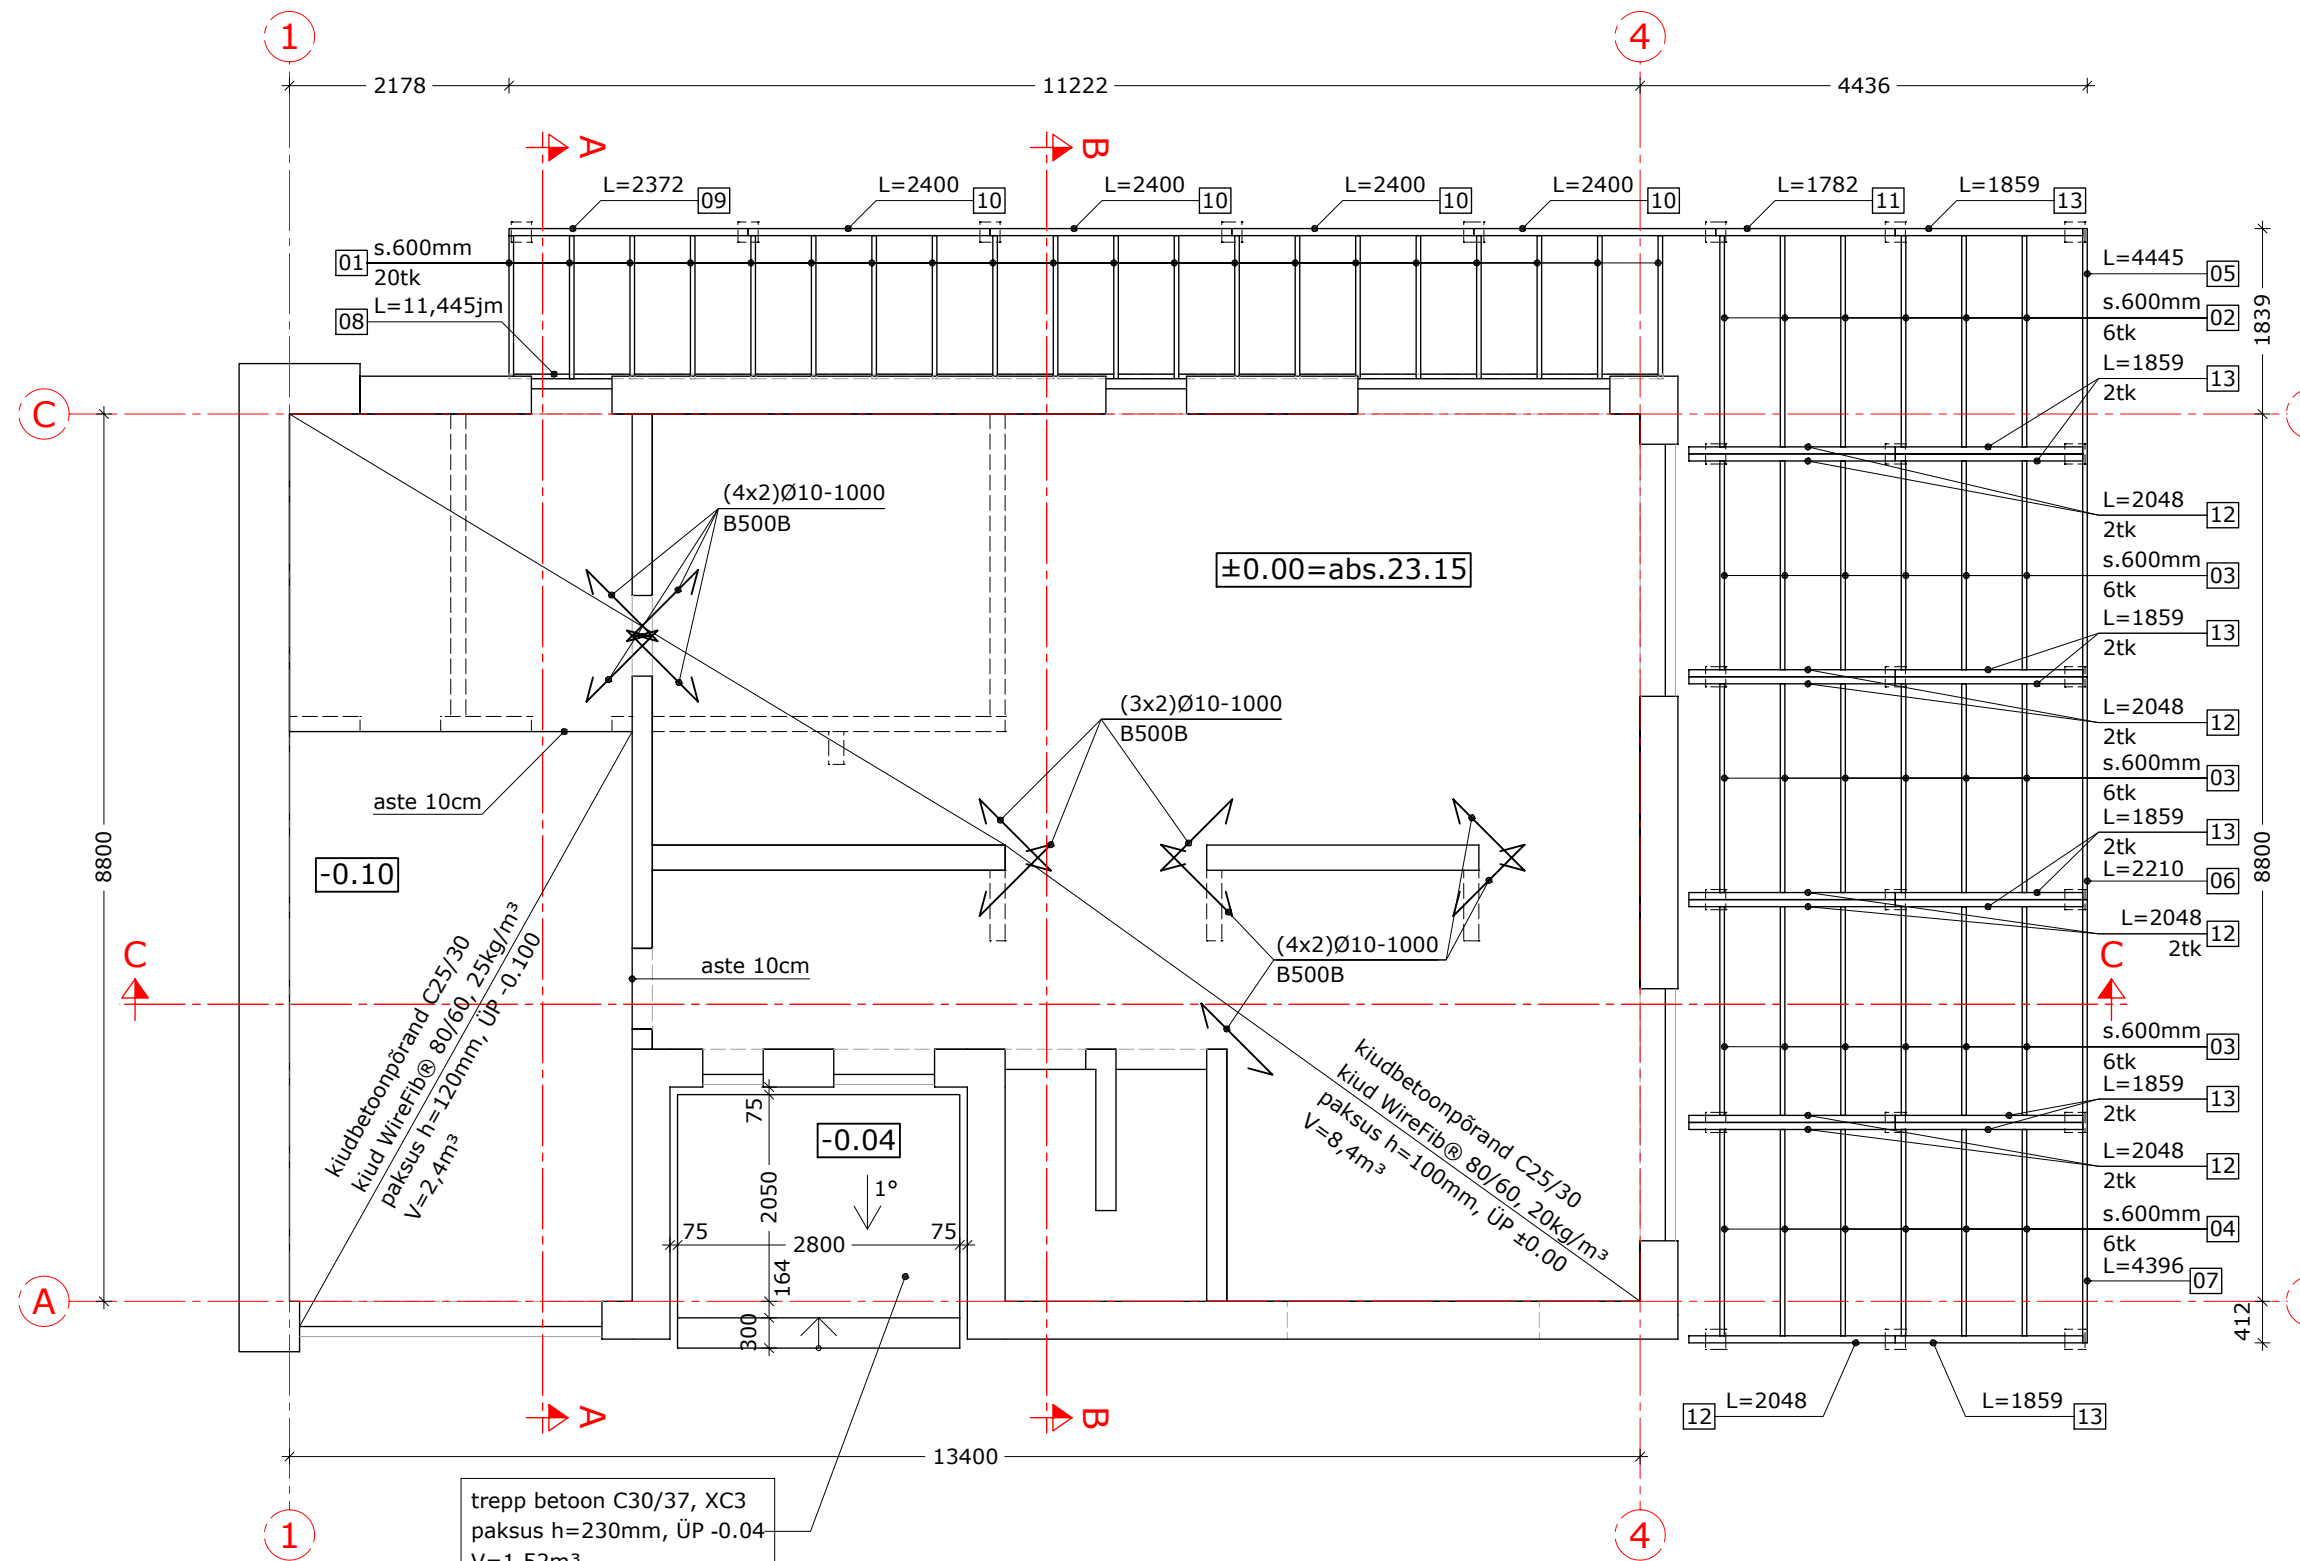 1
4
2178
11222
4436
A
B
L=2372
09
L=2400
10
L=2400
10
L=2400
10
L=2400
10
L=1782
11
L=1859
13
01
s.600mm
20tk
08
L=11,445jm
L=4445
05
s.600mm
02
6tk
1839
L=1859
13
2tk
C
(4x2)Ø10-1000
B500B
L=2048
12
2tk
±0.00=abs.23.15
s.600mm
03
6tk
L=1859
13
2tk
(3x2)Ø10-1000
B500B
L=2048
12
2tk
s.600mm
03
6tk
aste 10cm
L=1859
13
2tk
8800
8800
-0.10
L=2210
06
L=2048
12
2tk
C
aste 10cm
(4x2)Ø10-1000
B500B
C
kiudbetoonpõrand C25/30
kiud WireFib® 80/60, 25kg/m³
paksus h=120mm, ÜP -0.100
V=2,4m³
s.600mm
03
6tk
kiudbetoonpõrand C25/30
kiud WireFib® 80/60, 20kg/m³
paksus h=100mm, ÜP ±0.00
V=8,4m³
L=1859
13
2tk
75
-0.04
L=2048
12
2tk
1°
2050
75
2800
75
s.600mm
04
6tk
164
L=4396
07
A
300
412
A
B
12
L=2048
L=1859
13
13400
trepp betoon C30/37, XC3
paksus h=230mm, ÜP -0.04
V=1,52m³
1
4